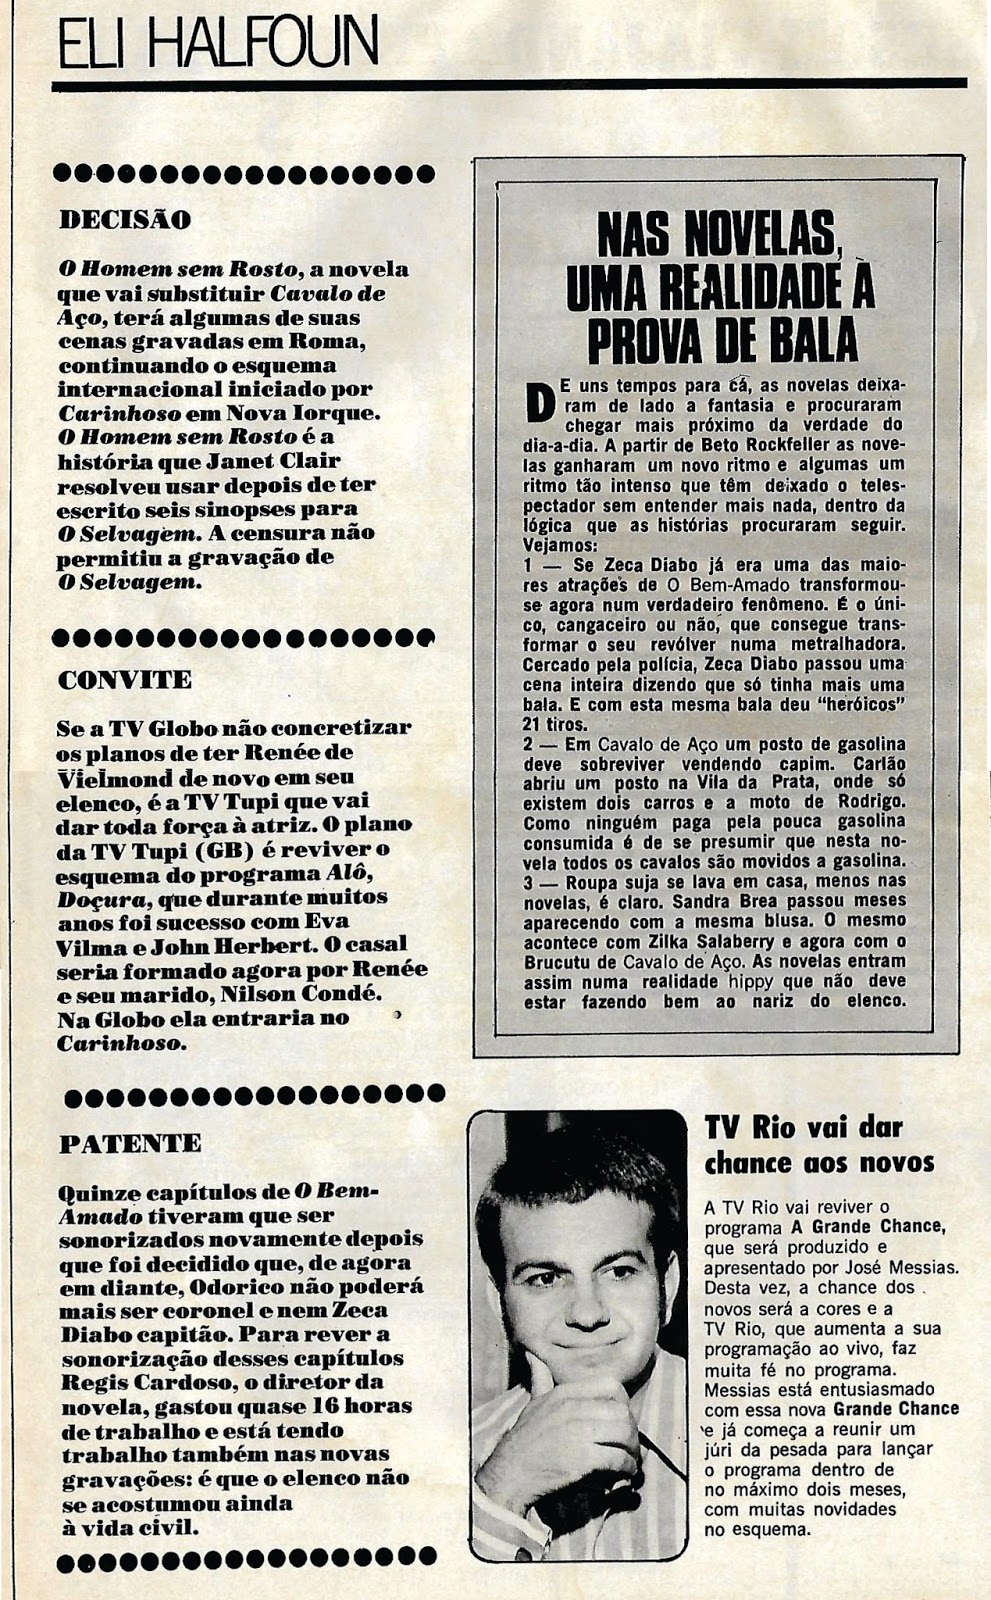 ELI HALFOUN
DECISÃO
O Homem sem Rosto, a novela
que vai substituir Cavalo de
Aço, terá algumas de suas
cenas gravadas em Roma,
continuando o esquema
internacional iniciado por
Carinhoso em Nova Iorque.
O Homem sem Rosto é a
história que Janet Clair
resolveu usar depois de ter
escrito seis sinopses para
O Selvagem. A censura não
permitiu a gravação de
O Selvagem.
CONVITE
Se a TV Globo não concretizar
os planos de ter Renée de
Vielmond de novo em seu
elenco, é a TV Tupi que vai
dar toda força à atriz. O plano
da TV Tupi (GB) é reviver o
esquema do programa Alô,
Doçura, que durante muitos
anos foi sucesso com Eva
Vilma e John Herbert. O casal
seria formado agora por Renée
e seu marido, Nilson Condé.
Na Globo ela entraria no
Carinhoso.
PATENTE
Quinze capítulos de O Bem-
Amado tiveram que ser
sonorizados novamente depois
que foi decidido que, de agora
em diante, Odorico não poderá
mais ser coronel e nem Zeca
Diabo capitão. Para rever a
sonorização desses capítulos
Regis Cardoso, o diretor da
novela, gastou quase 16 horas
de trabalho e está tendo
trabalho também nas novas
gravações: é que o elenco não
se acostumou ainda
à vida civil.
NAS NOVELAS,
UMA REALIDADE À
PROVA DE BALA
DE uns tempos para cá, as novelas deixa-
ram de lado a fantasia e procuraram
chegar mais próximo da verdade do
dia-a-dia. A partir de Beto Rockfeller as nove-
las ganharam um novo ritmo e algumas um
ritmo tão intenso que têm deixado o teles-
pectador sem entender mais nada, dentro da
lógica que as histórias procuraram seguir.
Vejamos:
1 — Se Zeca Diabo já era uma das maio-
res atrações de O Bem-Amado transformou-
se agora num verdadeiro fenômeno. É o úni-
co, cangaceiro ou não, que consegue trans-
formar o seu revólver numa metralhadora.
Cercado pela polícia, Zeca Diabo passou uma
cena inteira dizendo que só tinha mais uma
bala. E com esta mesma bala deu "heróicos"
21 tiros.
2 — Em Cavalo de Aço um posto de gasolina
deve sobreviver vendendo capim. Carlão
abriu um posto na Vila da Prata, onde só
existem dois carros e a moto de Rodrigo.
Como ninguém paga pela pouca gasolina
consumida é de se presumir que nesta no-
vela todos os cavalos são movidos a gasolina.
3 — Roupa suja se lava em casa, menos nas
novelas, é claro. Sandra Brea passou meses
aparecendo com a mesma blusa. O mesmo
acontece com Zilka Salaberry e agora com o
Brucutu de Cavalo de Aço. As novelas entram
assim numa realidade hippy que não deve
estar fazendo bem ao nariz do elenco.
TV Rio vai dar
chance aos novos
A TV Rio vai reviver o
programa A Grande Chance,
que será produzido e
apresentado por José Messias.
Desta vez, a chance dos
novos será a cores e a
TV Rio, que aumenta a sua
programação ao vivo, faz
muita fé no programa.
Messias está entusiasmado
com essa nova Grande Chance
e já começa a reunir um
júri da pesada para lançar
o programa dentro de
no máximo dois meses,
com muitas novidades
no esquema.